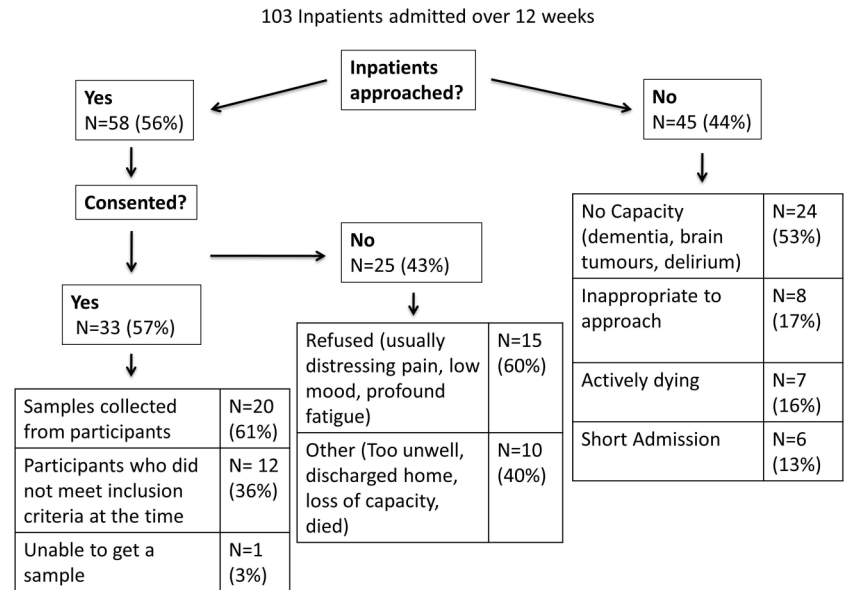 103 Inpatients admitted over 12 weeks
Inpatients
approached?
Yes
N=58 (56%)
No
N=45 (44%)
Consented?
No
N=25 (43%)
Yes
N=33 (57%)
No Capacity
(dementia, brain
tumours, delirium)
N=24
(53%)
Inappropriate to
approach
N=8
(17%)
Actively dying
N=7
(16%)
Short Admission
N=6
(13%)
Refused (usually
distressing pain, low
mood, profound
fatigue)
N=15
(60%)
Other (Too unwell,
discharged home,
loss of capacity,
died)
N=10
(40%)
Samples collected
from participants
N=20
(61%)
Participants who did
not meet inclusion
criteria at the time
N= 12
(36%)
Unable to get a
sample
N=1
(3%)